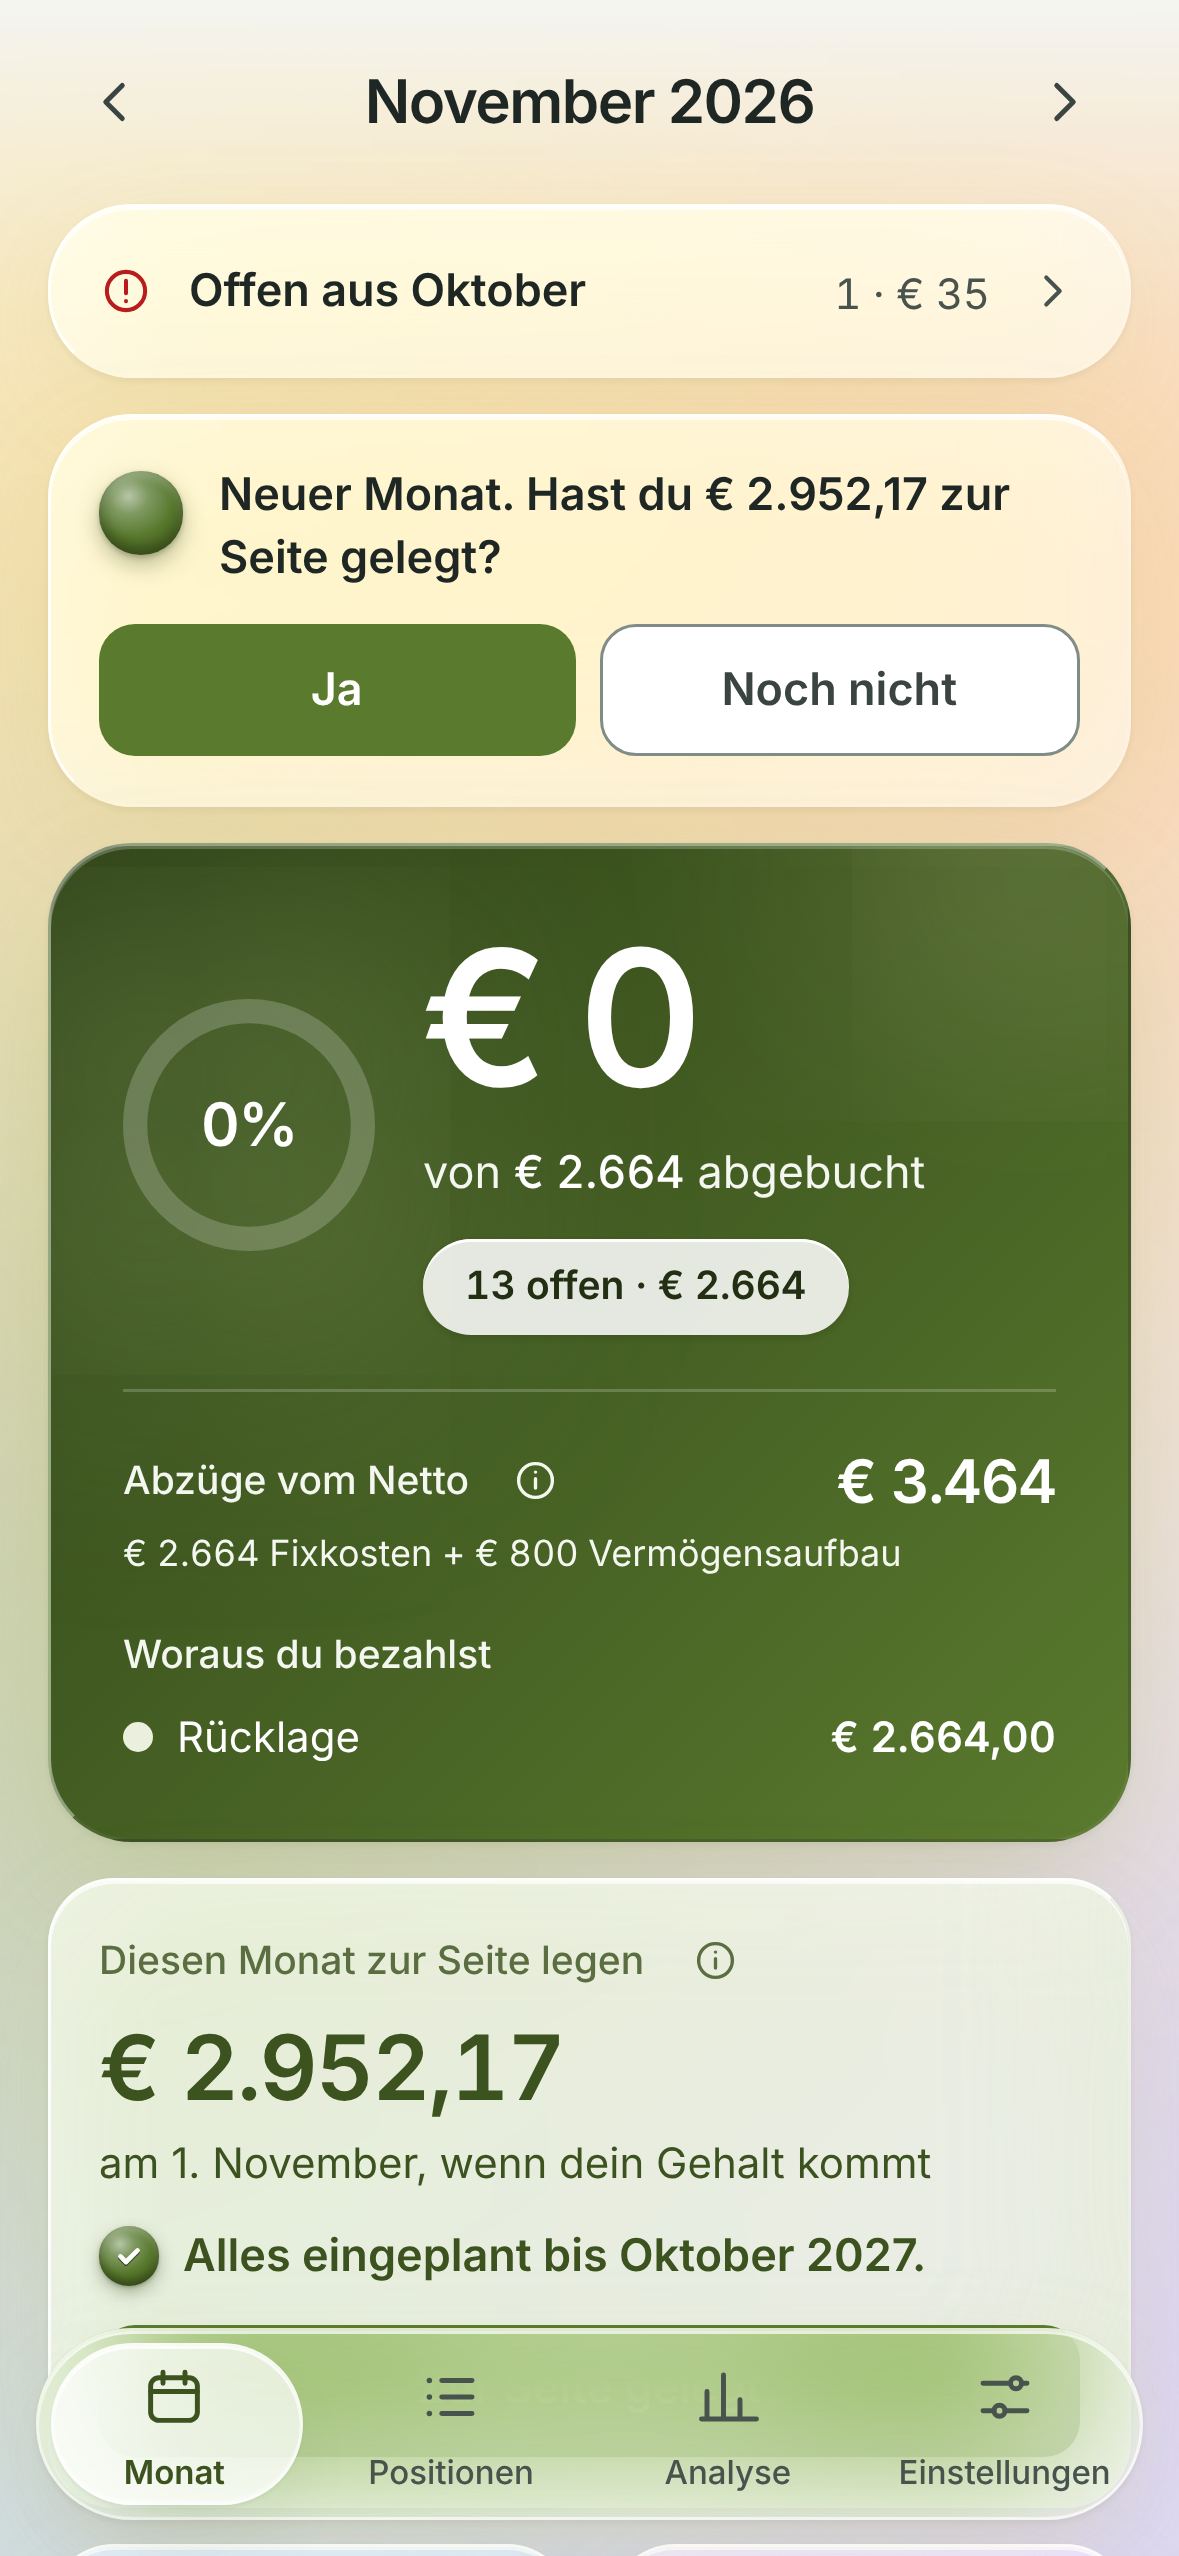 November 2026
Offen aus Oktober 1 · € 35
Neuer Monat. Hast du € 2.952,17 zur
Seite gelegt?
Ja Noch nicht
€ 0
0%
von € 2.664 abgebucht
13 offen · € 2.664
Abzüge vom Netto € 3.464
€ 2.664 Fixkosten + € 800 Vermögensaufbau
Woraus du bezahlst
Rücklage € 2.664,00
Diesen Monat zur Seite legen
€ 2.952,17
am 1. November, wenn dein Gehalt kommt
Alles eingeplant bis Oktober 2027.
Monat Positionen Analyse Einstellungen